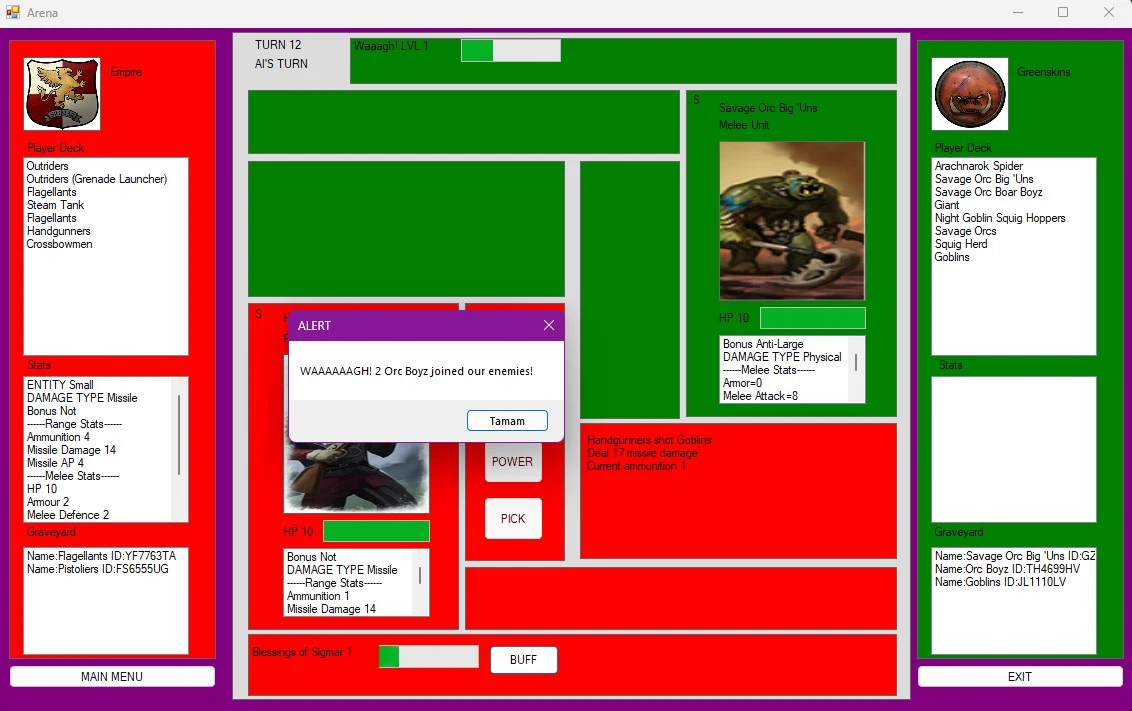 Arena
Empire
Player Deck
Outriders
Outriders (Grenade Launcher)
Flagellants
Steam Tank
Flagellants
Handgunners
Crossbowmen
Stats
ENTITY Small
DAMAGE TYPE Missile
Bonus Not
------Range Stats------
Ammunition 4
Missile Damage 14
Missile AP 4
------Melee Stats------
HP 10
Armour 2
Melee Defence 2
Graveyard
Name:Flagellants ID:YF7763TA
Name:Pistoliers ID:FS6555UG
MAIN MENU
TURN 12
AI'S TURN
Waaagh! LVL 1
S
Savage Orc Big 'Uns
Melee Unit
HP 10
Bonus Anti-Large
DAMAGE TYPE Physical
------Melee Stats------
Armor=0
Melee Attack=8
S
ALERT
WAAAAAAGH! 2 Orc Boyz joined our enemies!
Tamam
POWER
PICK
HP 10
Bonus Not
DAMAGE TYPE Missile
------Range Stats------
Ammunition 1
Missile Damage 14
Handgunners shot Goblins
Deal 17 missile damage
Current ammunition 1
Blessings of Sigmar 1
BUFF
Greenskins
Player Deck
Arachnarok Spider
Savage Orc Big 'Uns
Savage Orc Boar Boyz
Giant
Night Goblin Squig Hoppers
Savage Orcs
Squig Herd
Goblins
Stats
Graveyard
Name:Savage Orc Big 'Uns ID:GZ
Name:Orc Boyz ID:TH4699HV
Name:Goblins ID:JL1110LV
EXIT